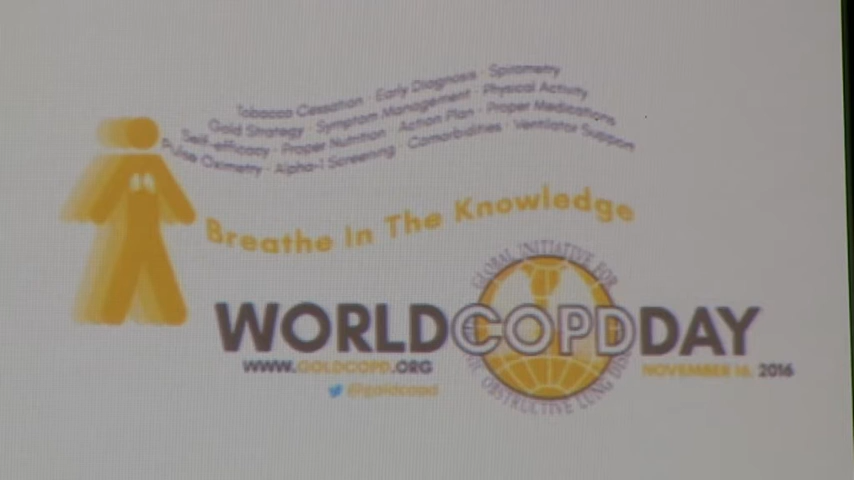 Tobacco Cessation · Early Diagnosis · Spirometry
Gold Strategy · Symptom Management · Physical Activity
Self-efficacy · Proper Nutrition · Action Plan · Proper Medications
Pulse Oximetry · Alpha-1 Screening · Comorbidities · Ventilator Support
Breathe In The Knowledge
GLOBAL INITIATIVE FOR
WORLDCOPDDAY
OBSTRUCTIVE LUNG
WWW.GOLDCOPD.ORG
NOVEMBER 16, 2016
@goldcopd